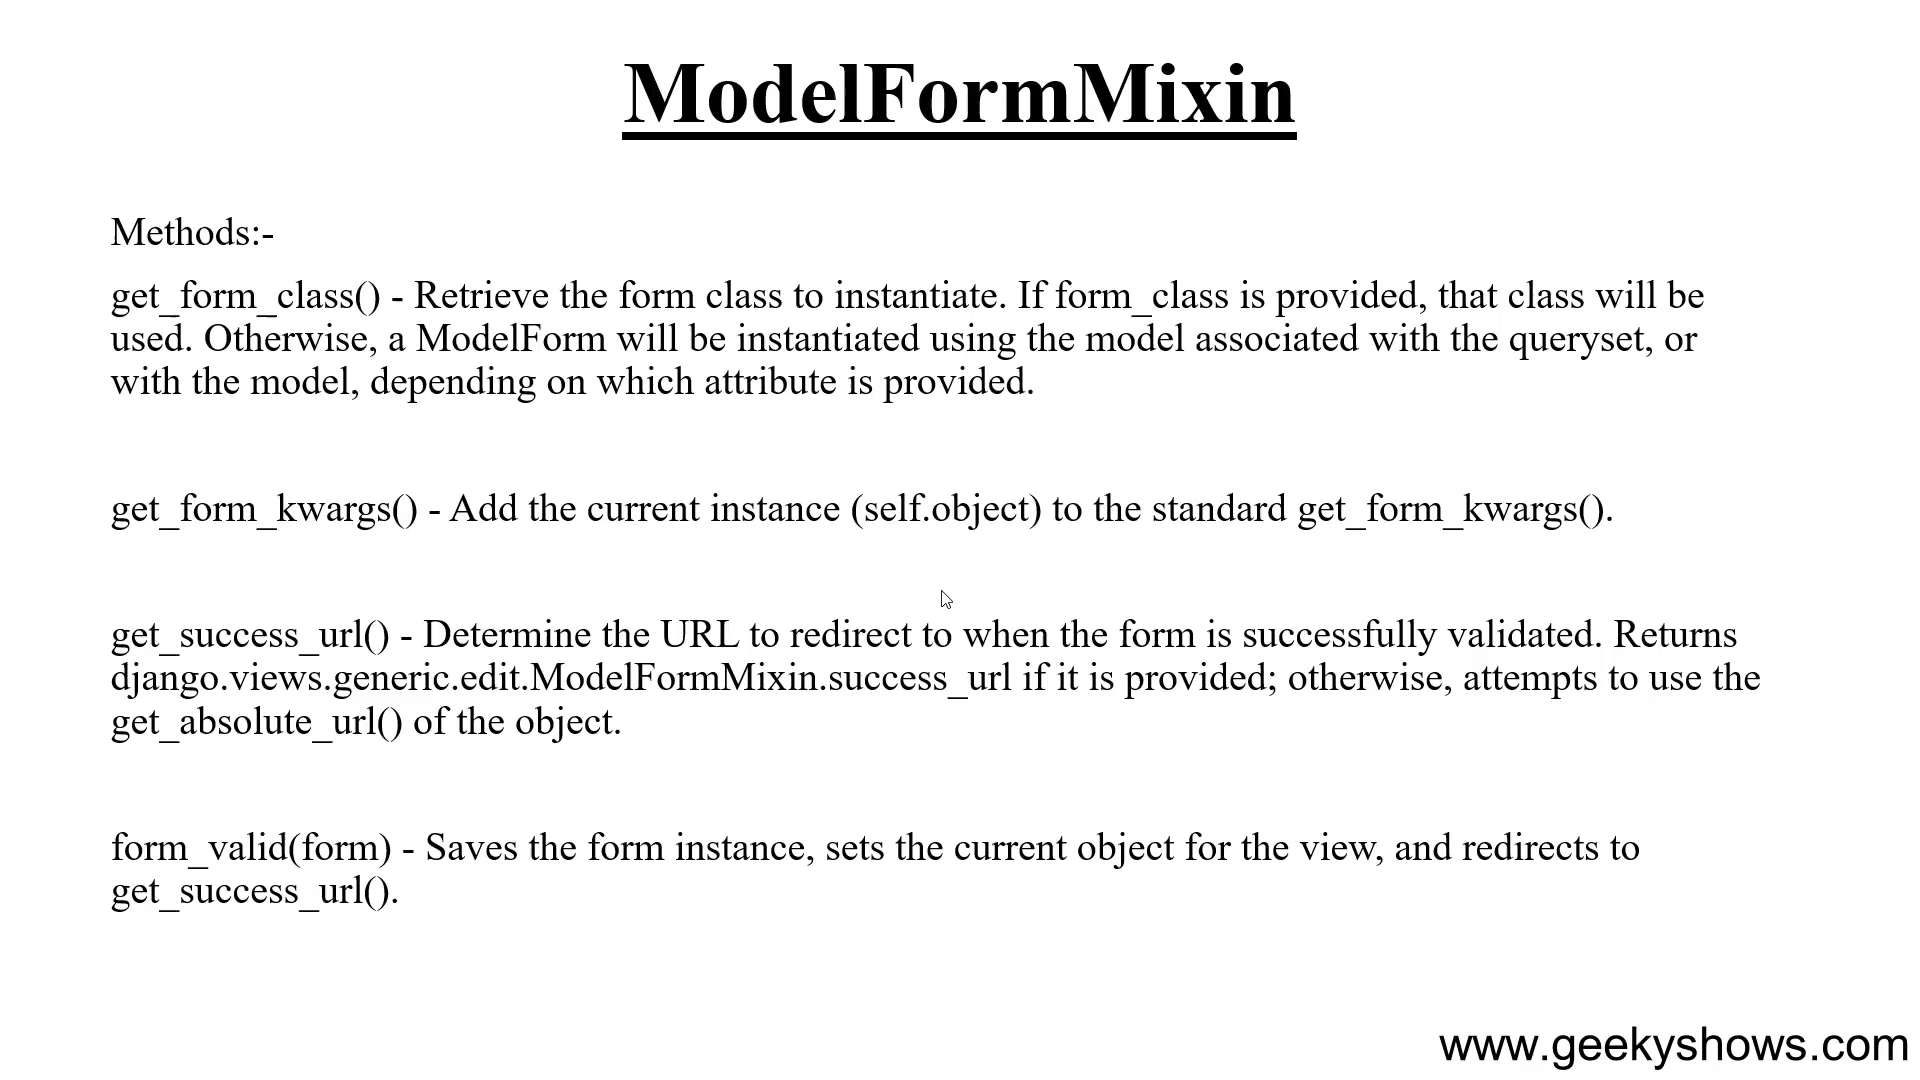 ModelFormMixin
Methods:-
get_form_class() - Retrieve the form class to instantiate. If form_class is provided, that class will be
used. Otherwise, a ModelForm will be instantiated using the model associated with the queryset, or
with the model, depending on which attribute is provided.
get_form_kwargs() - Add the current instance (self.object) to the standard get_form_kwargs().
get_success_url() - Determine the URL to redirect to when the form is successfully validated. Returns
django.views.generic.edit.ModelFormMixin.success_url if it is provided; otherwise, attempts to use the
get_absolute_url() of the object.
form_valid(form) - Saves the form instance, sets the current object for the view, and redirects to
get_success_url().
www.geekyshows.com